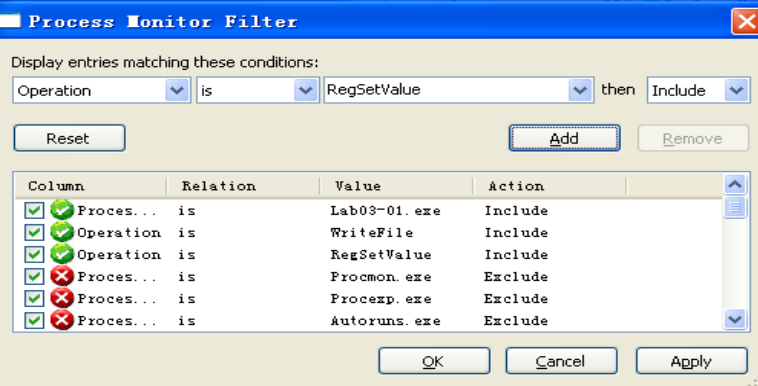 Process Monitor Filter
Display entries matching these conditions:
Operation is RegSetValue then Include
Reset Add Remove
Column Relation Value Action
Proces... is Lab03-01.exe Include
Operation is WriteFile Include
Operation is RegSetValue Include
Proces... is Procmon.exe Exclude
Proces... is Procexp.exe Exclude
Proces... is Autoruns.exe Exclude
OK Cancel Apply